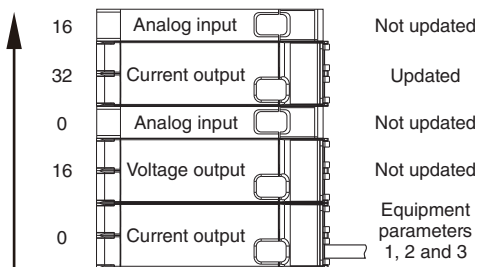 16 Analog input Not updated
32 Current output Updated
0 Analog input Not updated
16 Voltage output Not updated
0 Current output Equipment
parameters
1, 2 and 3